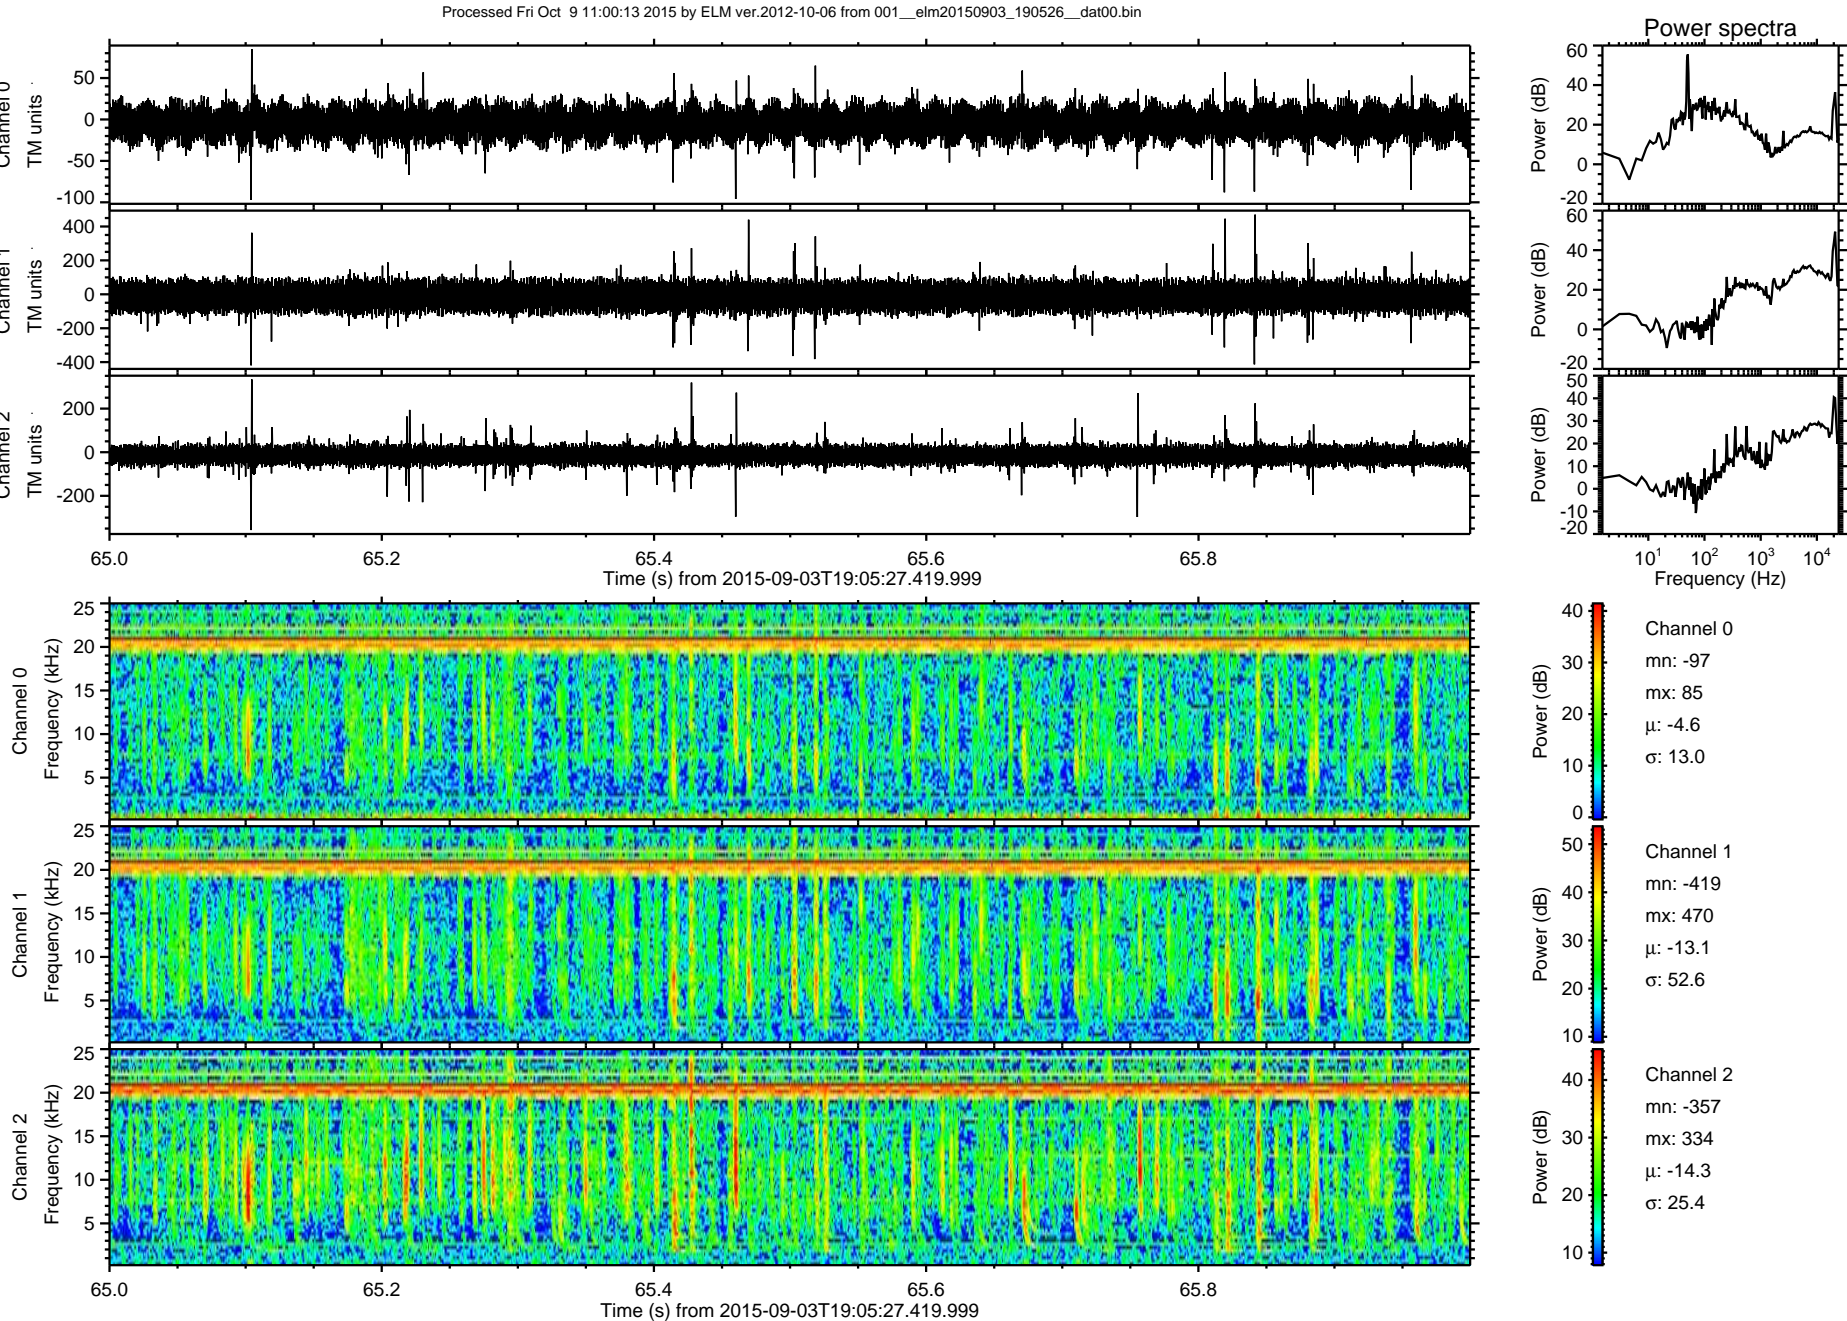 Processed Fri Oct  9 11:00:13 2015 by ELM ver.2012-10-06 from 001__elm20150903_190526__dat00.bin
Power spectra
Channel 0
TM units
50
0
-50
-100
Power (dB)
60
40
20
0
-20
Channel 1
TM units
400
200
0
-200
-400
Power (dB)
60
40
20
0
-20
Channel 2
TM units
200
0
-200
Power (dB)
50
40
30
20
10
0
-10
-20
65.0 65.2 65.4 65.6 65.8
Time (s) from 2015-09-03T19:05:27.419.999
10¹ 10² 10³ 10⁴
Frequency (Hz)
Channel 0
Frequency (kHz)
25
20
15
10
5
Power (dB)
40
30
20
10
0
Channel 0
mn: -97
mx: 85
μ: -4.6
σ: 13.0
Channel 1
Frequency (kHz)
25
20
15
10
5
Power (dB)
50
40
30
20
10
Channel 1
mn: -419
mx: 470
μ: -13.1
σ: 52.6
Channel 2
Frequency (kHz)
25
20
15
10
5
Power (dB)
40
30
20
10
Channel 2
mn: -357
mx: 334
μ: -14.3
σ: 25.4
65.0 65.2 65.4 65.6 65.8
Time (s) from 2015-09-03T19:05:27.419.999